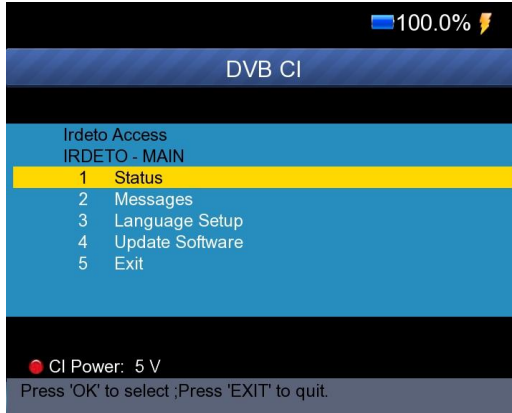 100.0%
DVB CI
Irdeto Access
IRDETO - MAIN
1 Status
2 Messages
3 Language Setup
4 Update Software
5 Exit
CI Power: 5 V
Press 'OK' to select ;Press 'EXIT' to quit.